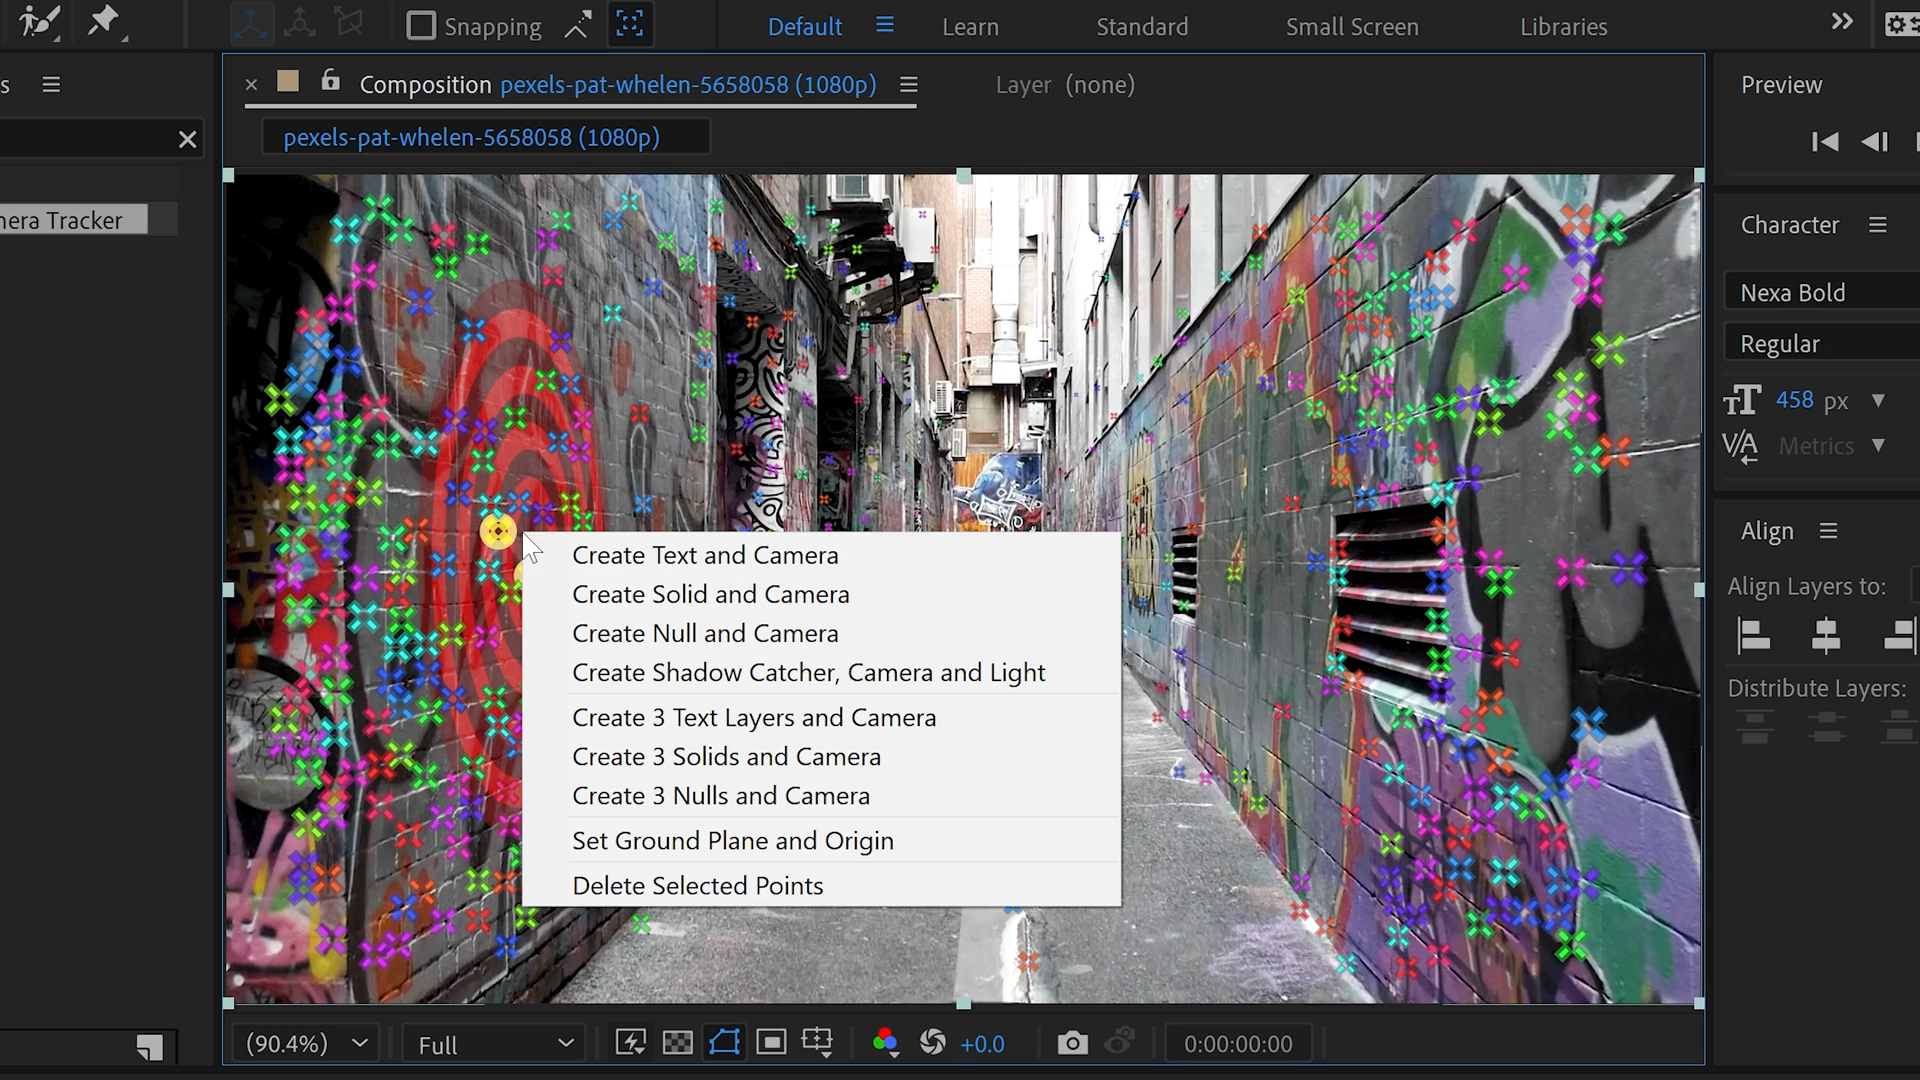 Snapping
Default
Learn
Standard
Small Screen
Libraries
s
Composition pexels-pat-whelen-5658058 (1080p)
Layer (none)
Preview
pexels-pat-whelen-5658058 (1080p)
mera Tracker
Character
Nexa Bold
Regular
458 px
Metrics
Align
Align Layers to:
Distribute Layers:
Create Text and Camera
Create Solid and Camera
Create Null and Camera
Create Shadow Catcher, Camera and Light
Create 3 Text Layers and Camera
Create 3 Solids and Camera
Create 3 Nulls and Camera
Set Ground Plane and Origin
Delete Selected Points
(90.4%)
Full
+0.0
0:00:00:00